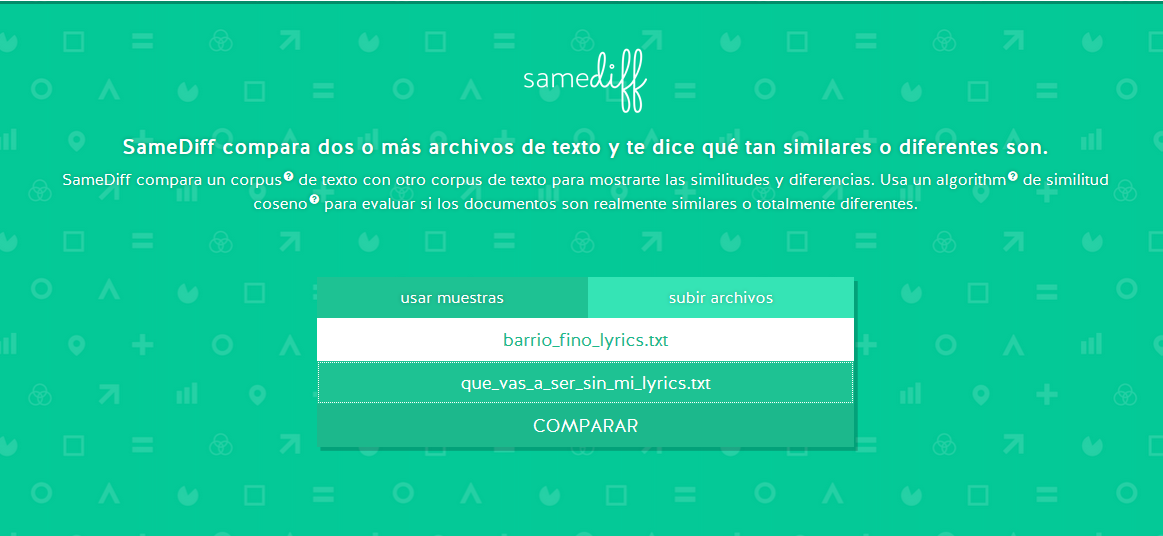 samediff
SameDiff compara dos o más archivos de texto y te dice qué tan similares o diferentes son.
SameDiff compara un corpus? de texto con otro corpus de texto para mostrarte las similitudes y diferencias. Usa un algorithm? de similitud
coseno? para evaluar si los documentos son realmente similares o totalmente diferentes.
usar muestras subir archivos
barrio_fino_lyrics.txt
que_vas_a_ser_sin_mi_lyrics.txt
COMPARAR